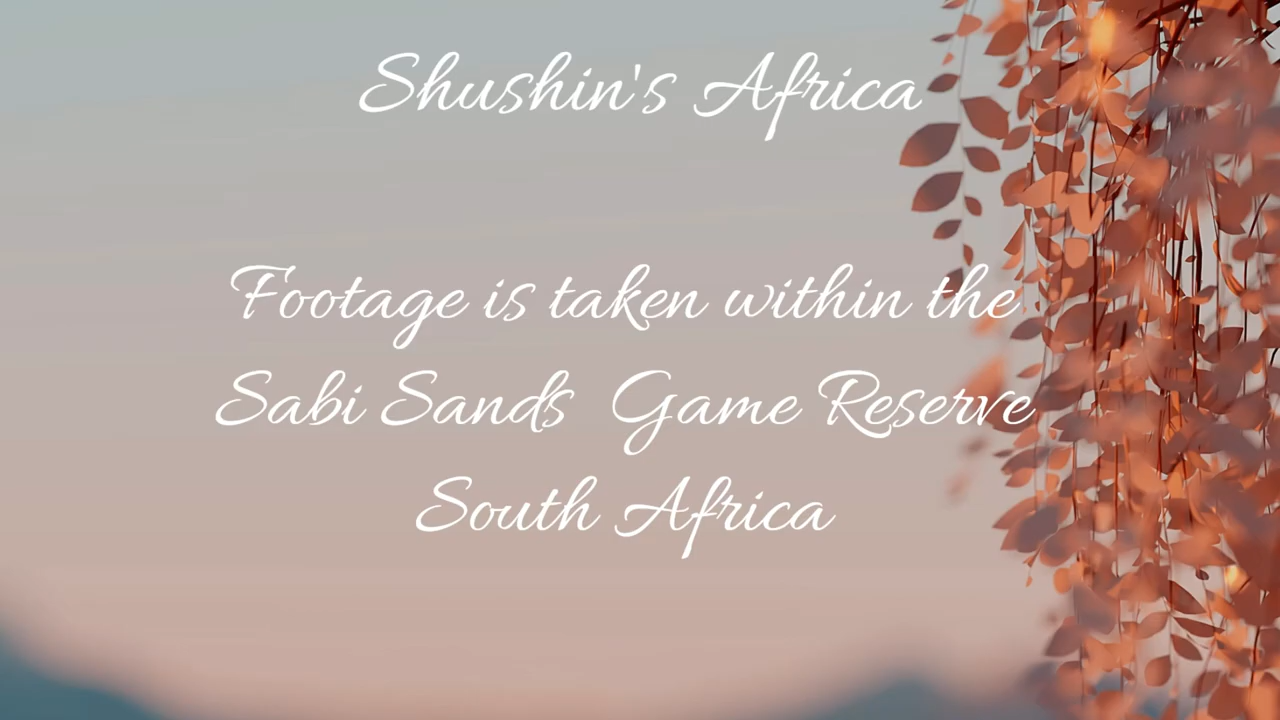 Shushin's Africa
Footage is taken within the
Sabi Sands Game Reserve
South Africa